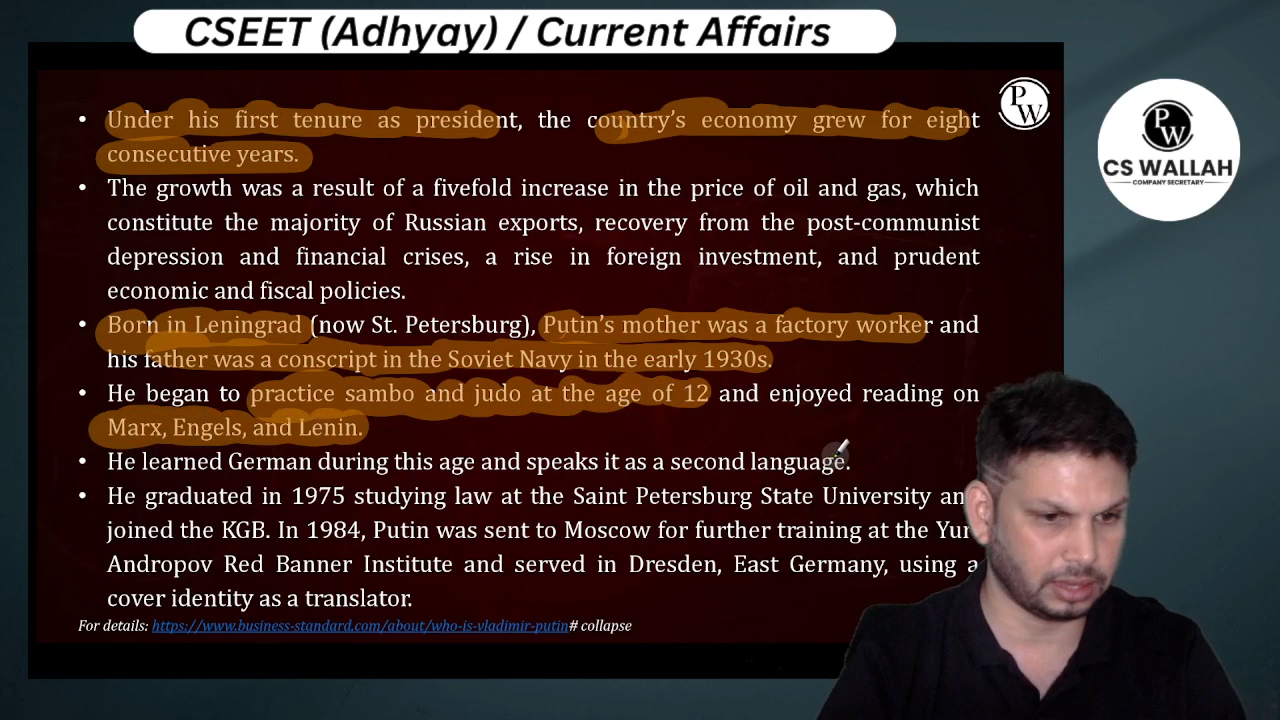 CSEET (Adhyay) / Current Affairs
• Under his first tenure as president, the country's economy grew for eight
consecutive years.
• The growth was a result of a fivefold increase in the price of oil and gas, which
constitute the majority of Russian exports, recovery from the post-communist
depression and financial crises, a rise in foreign investment, and prudent
economic and fiscal policies.
• Born in Leningrad (now St. Petersburg), Putin's mother was a factory worker and
his father was a conscript in the Soviet Navy in the early 1930s.
• He began to practice sambo and judo at the age of 12 and enjoyed reading on
Marx, Engels, and Lenin.
• He learned German during this age and speaks it as a second language.
• He graduated in 1975 studying law at the Saint Petersburg State University
joined the KGB. In 1984, Putin was sent to Moscow for further training at the
Andropov Red Banner Institute and served in Dresden, East Germany, using a
cover identity as a translator.
For details: https://www.business-standard.com/about/who-is-vladimir-putin# collapse
PW
PW
CS WALLAH
COMPANY SECRETARY